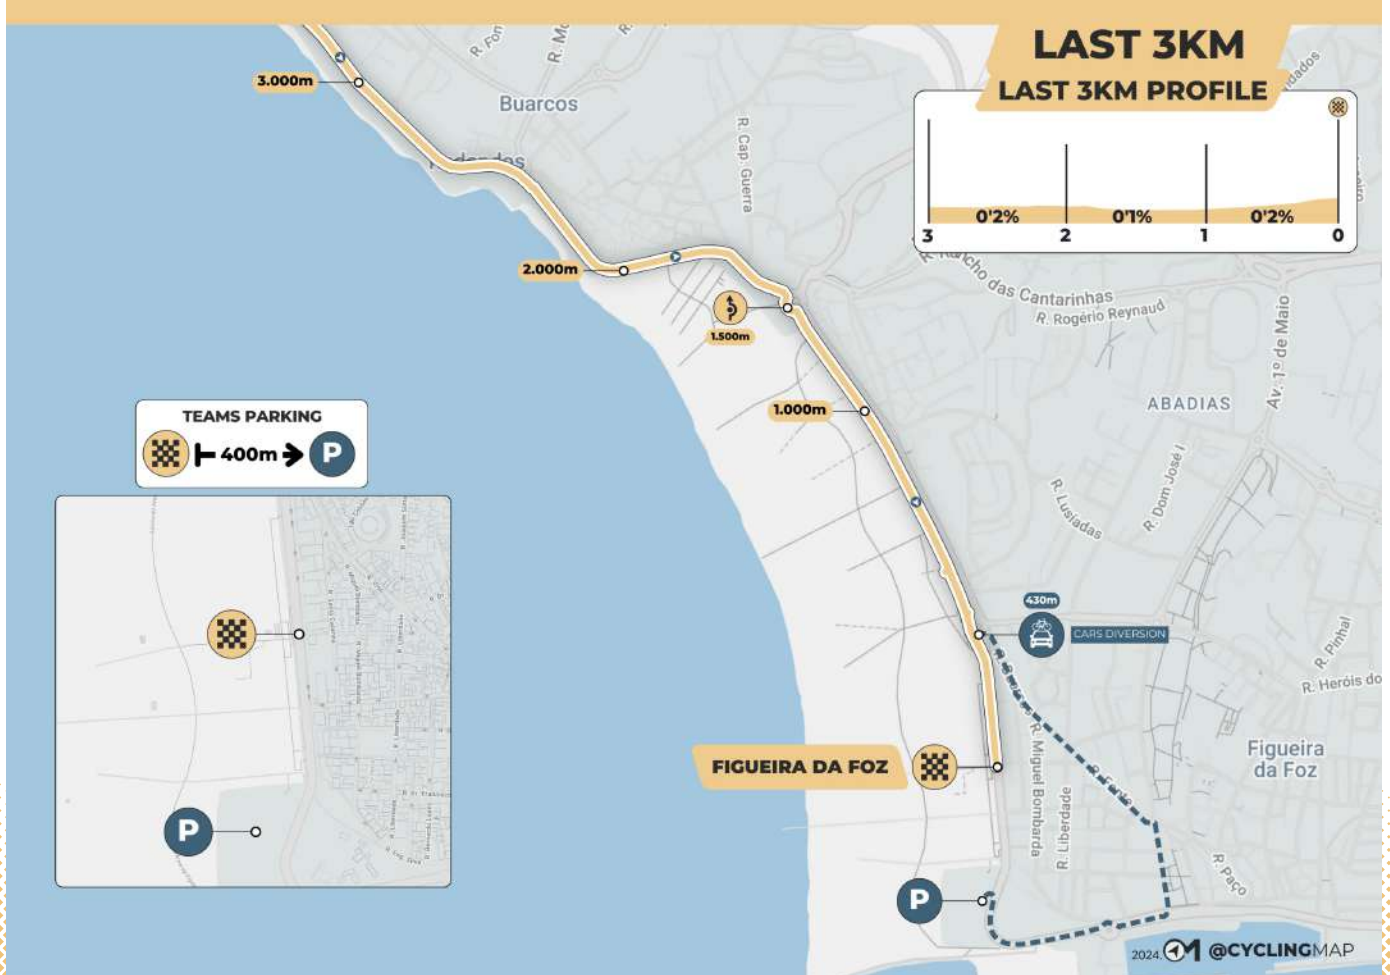 LAST 3KM
LAST 3KM PROFILE
0'2%
0'1%
0'2%
3
2
1
0
3.000m
Buarcos
R. Fon
R. Cap. Guerra
2.000m
1.500m
1.000m
das Cantarinhas
R. Rogério Reynaud
Av. 1º de Maio
ABADIAS
R. Lusíadas
R. Dom José I
TEAMS PARKING
400m
P
430m
CARS DIVERSION
R. Pinhal
R. Heróis do
FIGUEIRA DA FOZ
Figueira
da Foz
R. Miguel Bombarda
R. Liberdade
R. Fonte
R. Paço
P
P
2024.
@CYCLINGMAP